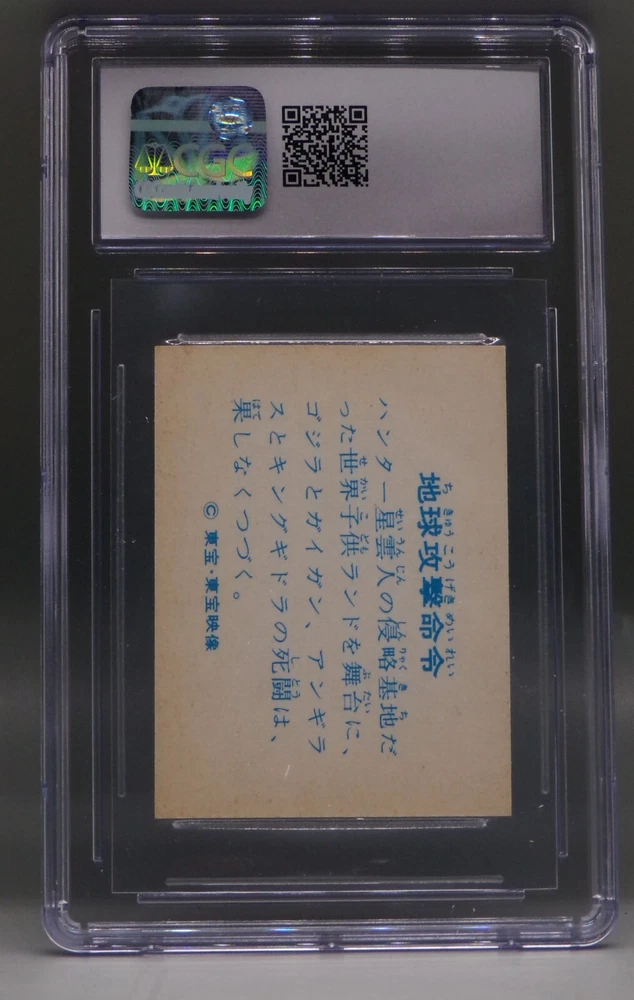 CGC
地球攻撃命令
ハンター星雲人の侵略基地だ
った世界子供ランドを舞台に、
ゴジラとガイガン、アンギラ
スとキングギドラの死闘は、
果しなくつづく。
© 東宝・東宝映像